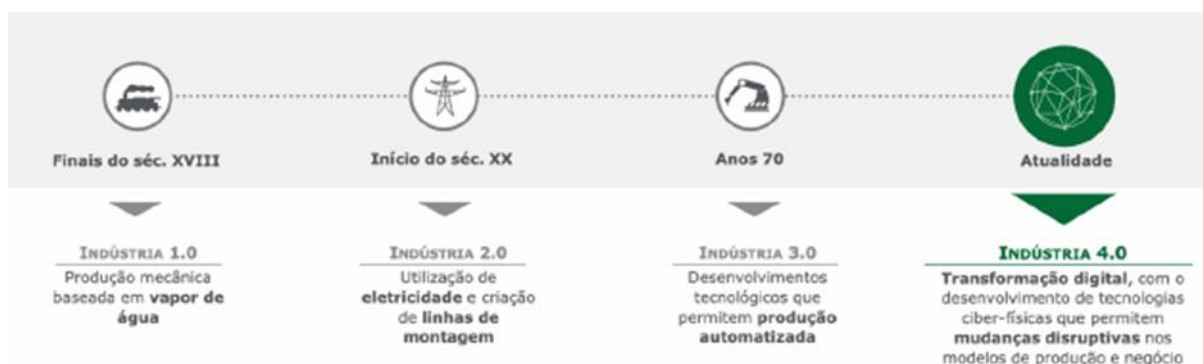 Finais do séc. XVIII
Início do séc. XX
Anos 70
Atualidade
INDÚSTRIA 1.0
Produção mecânica
baseada em vapor de
água
INDÚSTRIA 2.0
Utilização de
eletricidade e criação
de linhas de
montagem
INDÚSTRIA 3.0
Desenvolvimentos
tecnológicos que
permitem produção
automatizada
INDÚSTRIA 4.0
Transformação digital, com o
desenvolvimento de tecnologias
ciber-físicas que permitem
mudanças disruptivas nos
modelos de produção e negócio